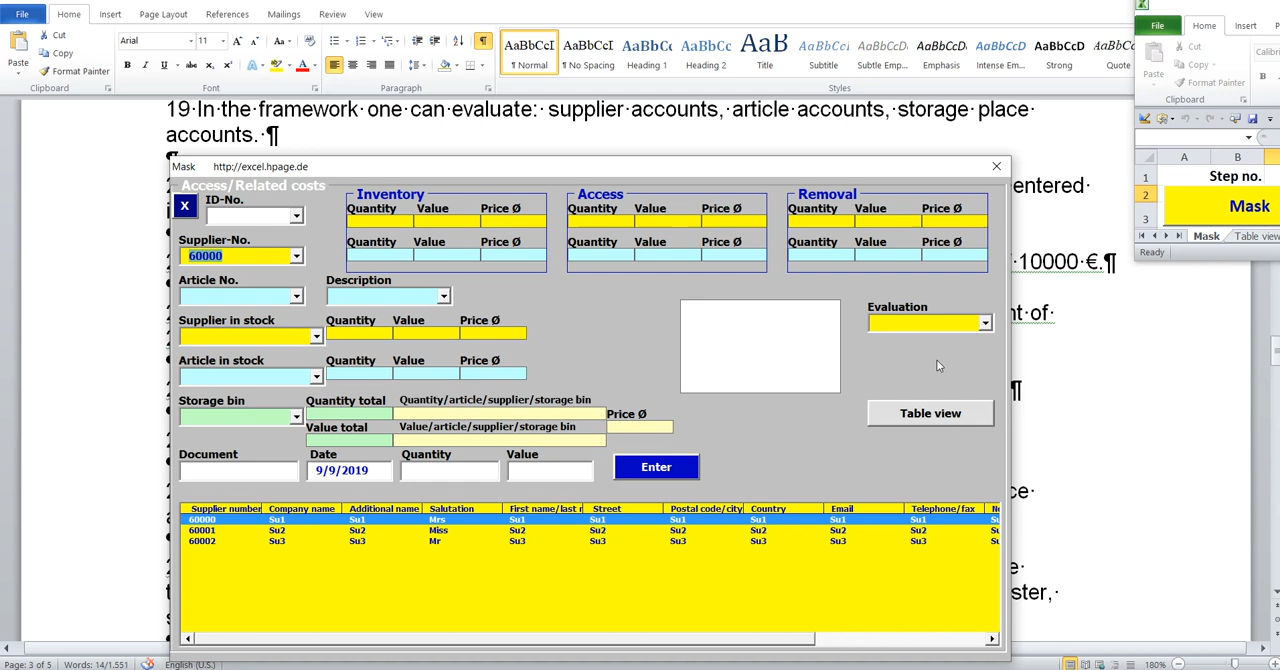 File Home Insert Page Layout References Mailings Review View
Cut
Copy
Format Painter
Paste
Arial 11
AaBbCcI AaBbCcI AaBbCc AaBbCc AaB AaBbCcI AaBbCcD AaBbCcD AaBbCcD AaBbCcD AaBbCc
¶ Normal ¶ No Spacing Heading 1 Heading 2 Title Subtitle Subtle Emp... Emphasis Intense Em... Strong Quote
Clipboard Font Paragraph Styles
File Home Insert
Cut
Copy
Format Painter
Paste
Calibri
Clipboard
A B
1 Step no.
2 Mask
3
Mask Table view
Ready
19 In the framework one can evaluate: supplier accounts, article accounts, storage place
accounts. ¶
entered
10000 €.¶
nt of
Mask http://excel.hpage.de
Access/Related costs
X
ID-No.
Inventory Access Removal
Quantity Value Price Ø Quantity Value Price Ø Quantity Value Price Ø
Supplier-No.
Quantity Value Price Ø Quantity Value Price Ø Quantity Value Price Ø
60000
Article No. Description
Evaluation
Supplier in stock Quantity Value Price Ø
Article in stock Quantity Value Price Ø
Storage bin Quantity total Quantity/article/supplier/storage bin
Price Ø
Table view
Value total Value/article/supplier/storage bin
Document Date Quantity Value
9/9/2019
Enter
Supplier number Company name Additional name Salutation First name/last Street Postal code/city Country Email Telephone/fax
60000 Su1 Su1 Mrs Su1 Su1 Su1 Su1 Su1 Su1
60001 Su2 Su2 Miss Su2 Su2 Su2 Su2 Su2 Su2
60002 Su3 Su3 Mr Su3 Su3 Su3 Su3 Su3 Su3
Page: 3 of 5 Words: 14/1.551 English (U.S.) 180%